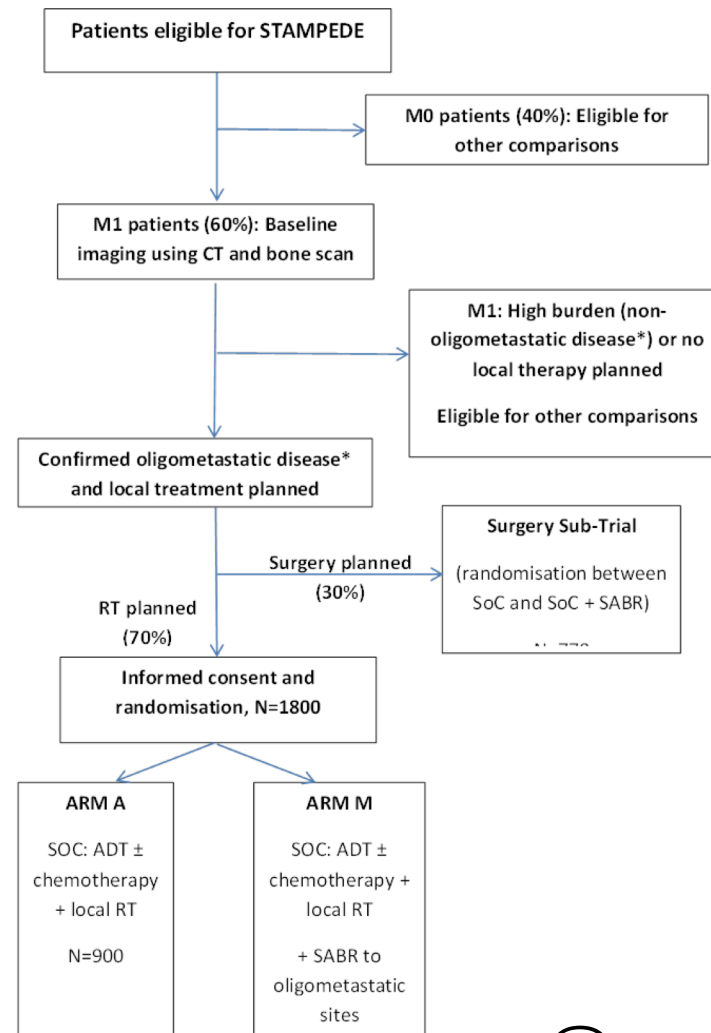 Patients eligible for STAMPEDE
M0 patients (40%): Eligible for
other comparisons
M1 patients (60%): Baseline
imaging using CT and bone scan
M1: High burden (non-
oligometastatic disease*) or no
local therapy planned
Eligible for other comparisons
Confirmed oligometastatic disease*
and local treatment planned
Surgery planned
(30%)
Surgery Sub-Trial
(randomisation between
SoC and SoC + SABR)
RT planned
(70%)
Informed consent and
randomisation, N=1800
ARM A
SOC: ADT ±
chemotherapy
+ local RT
N=900
ARM M
SOC: ADT ±
chemotherapy +
local RT
+ SABR to
oligometastatic
sites